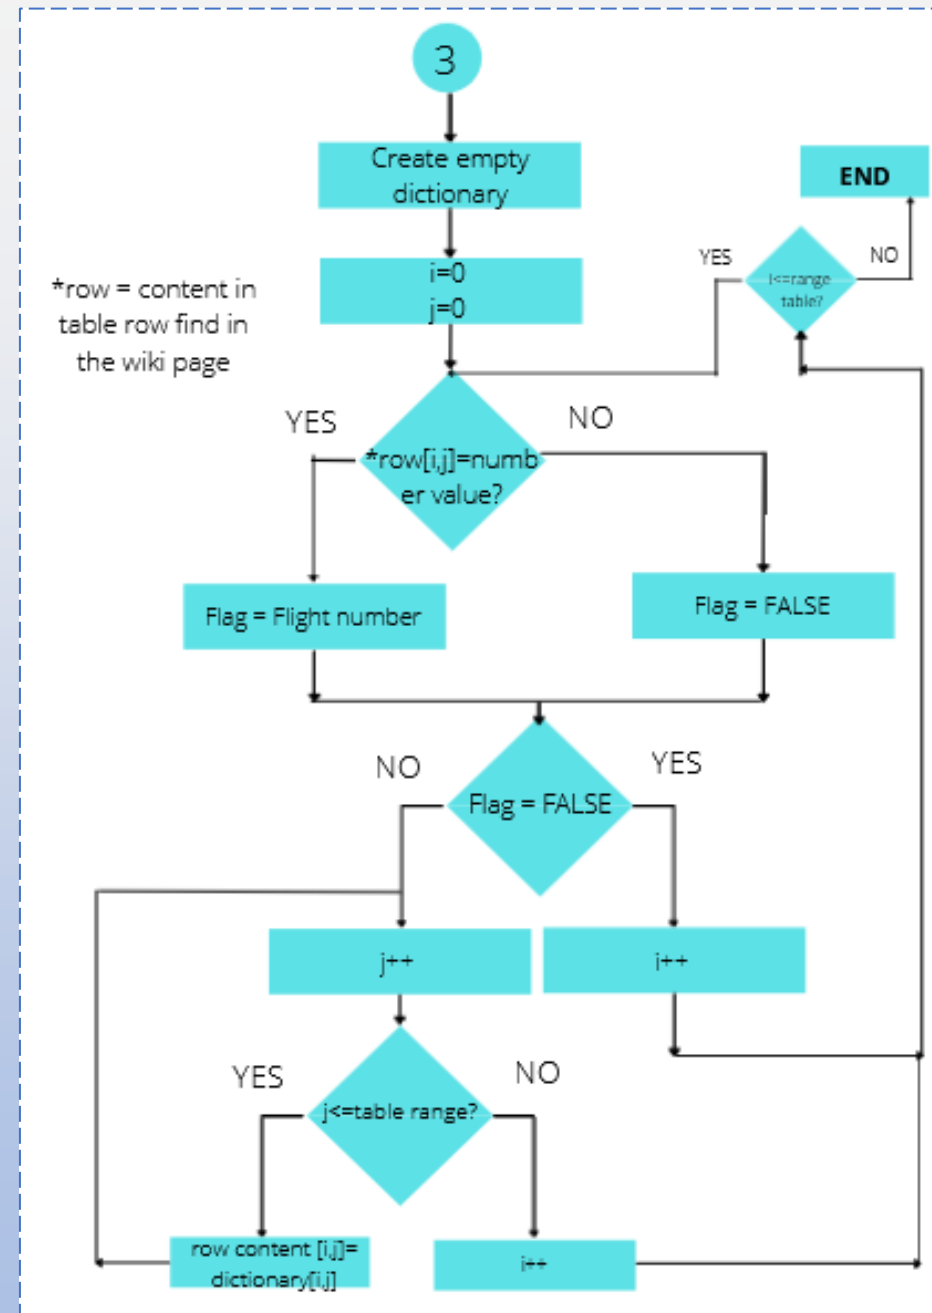 3
Create empty
dictionary
END
i=0
j=0
YES
NO
i<=range
table?
*row = content in
table row find in
the wiki page
YES
NO
*row[i,j]=numb
er value?
Flag = Flight number
Flag = FALSE
NO
YES
Flag = FALSE
j++
i++
YES
NO
j<=table range?
row content [i,j]=
dictionary[i,j]
i++